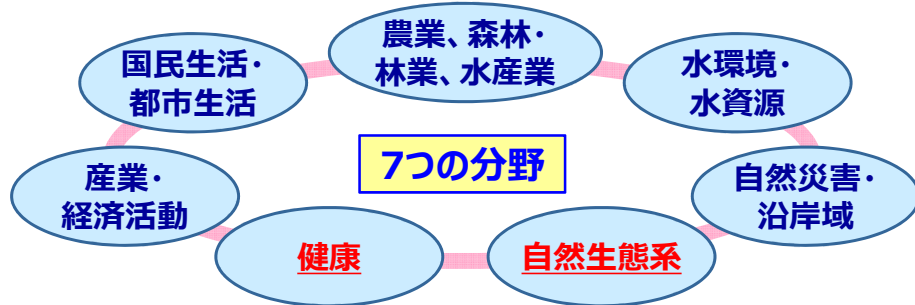 農業、森林・
林業、水産業
国民生活・
都市生活
水環境・
水資源
7つの分野
産業・
経済活動
自然災害・
沿岸域
健康
自然生態系